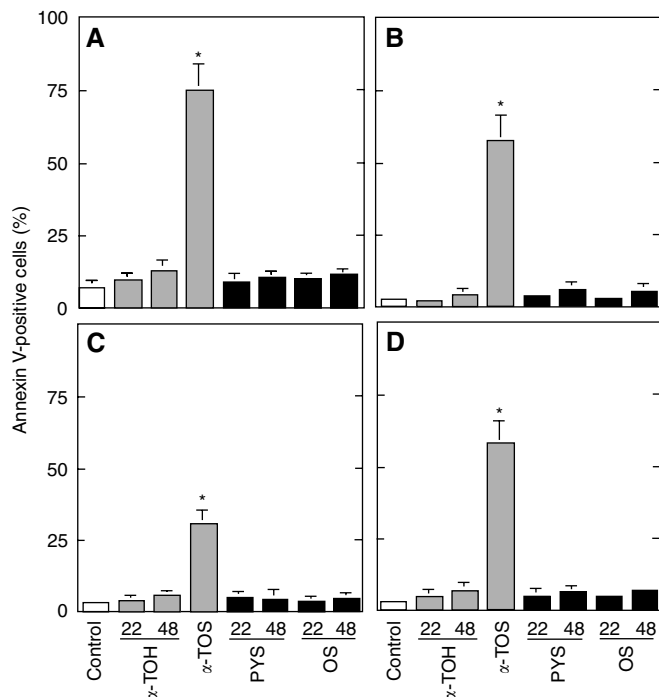 100
A
*
B
*
75
50
25
0
Annexin V-positive cells (%)
C
*
D
*
75
50
25
0
Control
22 48
χ-TOH
α-TOS
22 48
PYS
22 48
OS
Control
22 48
χ-TOH
α-TOS
22 48
PYS
22 48
OS